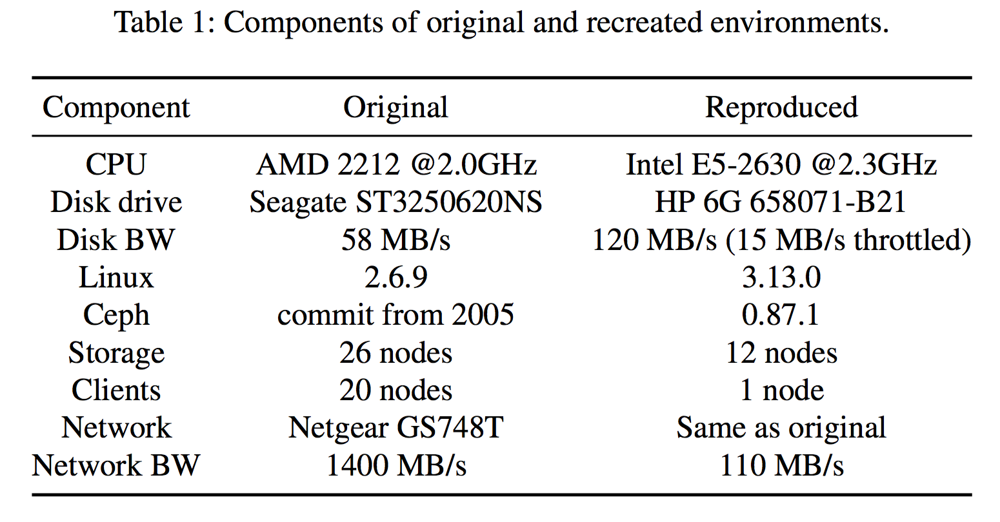 Table 1: Components of original and recreated environments.
Component Original Reproduced
CPU AMD 2212 @2.0GHz Intel E5-2630 @2.3GHz
Disk drive Seagate ST3250620NS HP 6G 658071-B21
Disk BW 58 MB/s 120 MB/s (15 MB/s throttled)
Linux 2.6.9 3.13.0
Ceph commit from 2005 0.87.1
Storage 26 nodes 12 nodes
Clients 20 nodes 1 node
Network Netgear GS748T Same as original
Network BW 1400 MB/s 110 MB/s